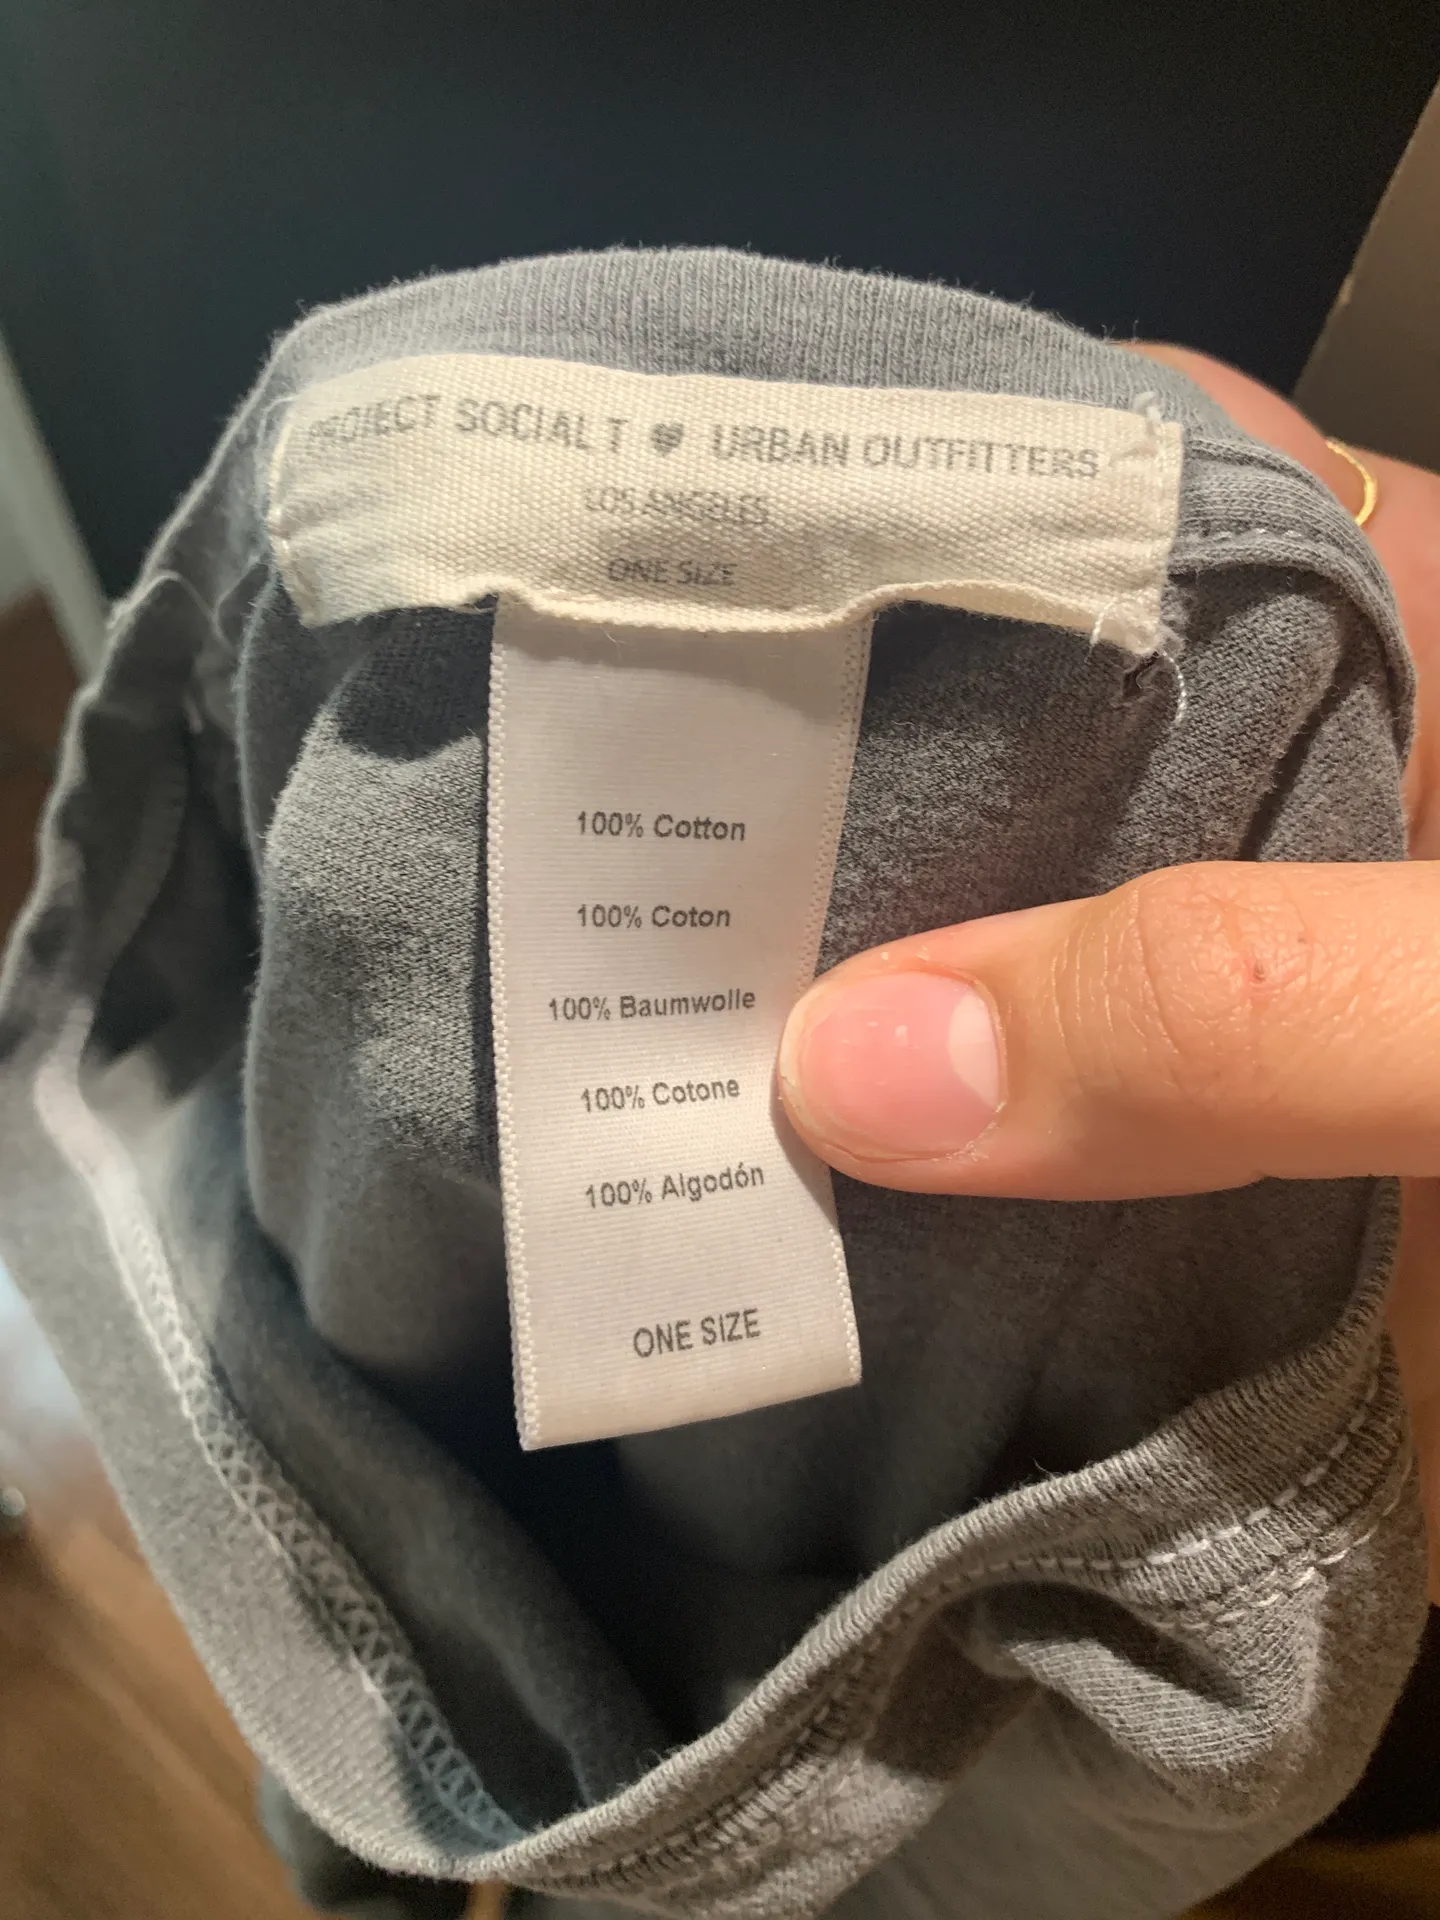 PROJECT SOCIAL T ♥ URBAN OUTFITTERS
LOS ANGELES
ONE SIZE
100% Cotton
100% Coton
100% Baumwolle
100% Cotone
100% Algodón
ONE SIZE